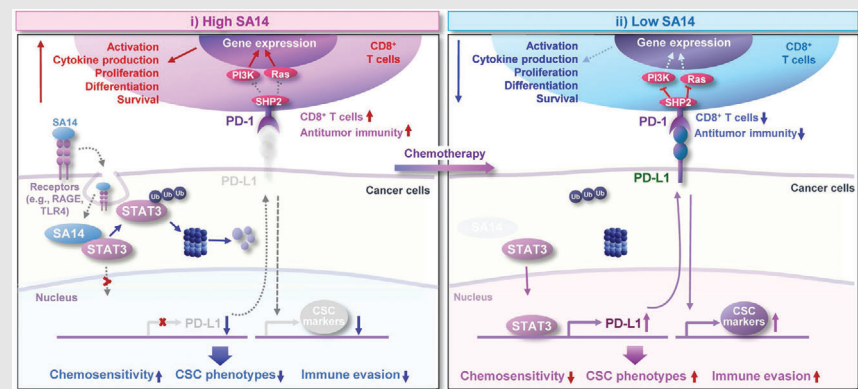 i) High SA14
Activation
Cytokine production
Proliferation
Differentiation
Survival
Gene expression
CD8⁺
T cells
PI3K
Ras
SHP2
PD-1
CD8⁺ T cells
Antitumor immunity
SA14
Receptors
(e.g., RAGE,
TLR4)
PD-L1
Cancer cells
Ub Ub Ub
STAT3
SA14
STAT3
Nucleus
PD-L1
CSC
markers
Chemosensitivity
CSC phenotypes
Immune evasion
Chemotherapy
ii) Low SA14
Activation
Cytokine production
Proliferation
Differentiation
Survival
Gene expression
CD8⁺
T cells
PI3K
Ras
SHP2
PD-1
CD8⁺ T cells
Antitumor immunity
PD-L1
Cancer cells
Ub Ub Ub
SA14
STAT3
Nucleus
STAT3
PD-L1
CSC
markers
Chemosensitivity
CSC phenotypes
Immune evasion